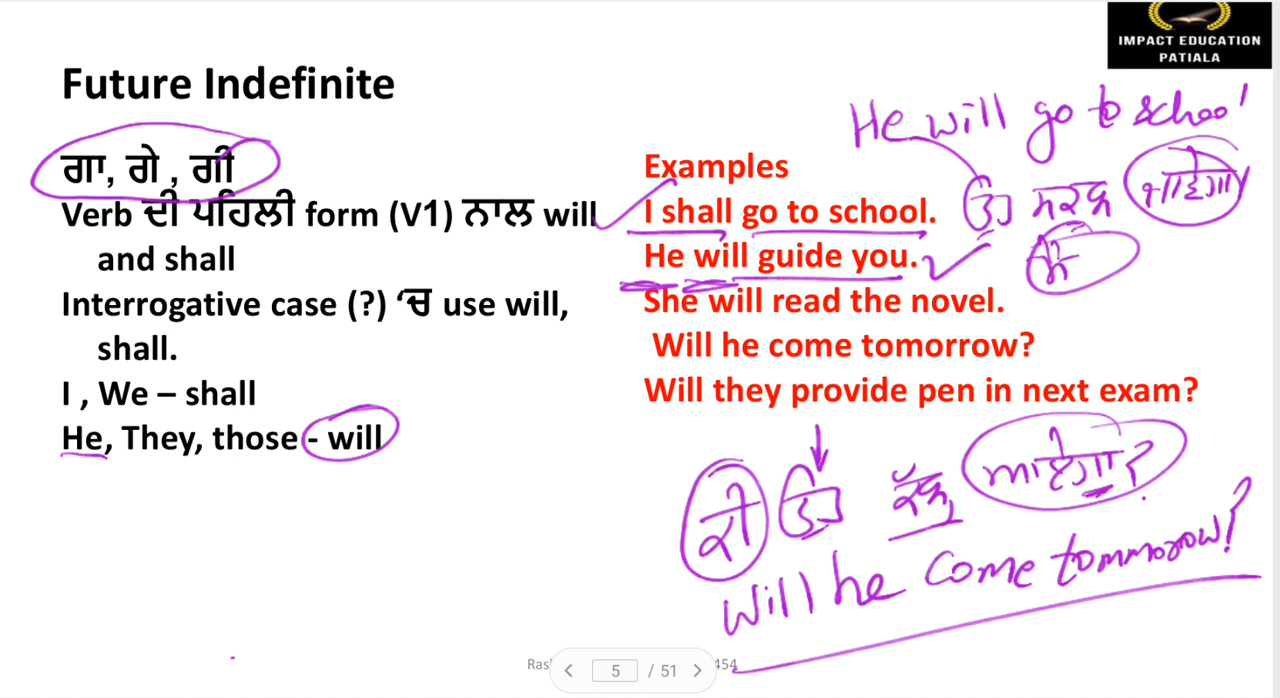 IMPACT EDUCATION
PATIALA
Future Indefinite
ਗਾ, ਗੇ , ਗੀ
Verb ਦੀ ਪਹਿਲੀ form (V1) ਨਾਲ will
and shall
Interrogative case (?) ‘ਚ use will,
shall.
I , We – shall
He, They, those - will
He will go to school
Examples
I shall go to school.
He will guide you.
She will read the novel.
Will he come tomorrow?
Will they provide pen in next exam?
ਕੀ ਉਹ ਕੱਲ੍ਹ ਆਏਗਾ?
Will he come tommorow?
Ras
5 / 51
454